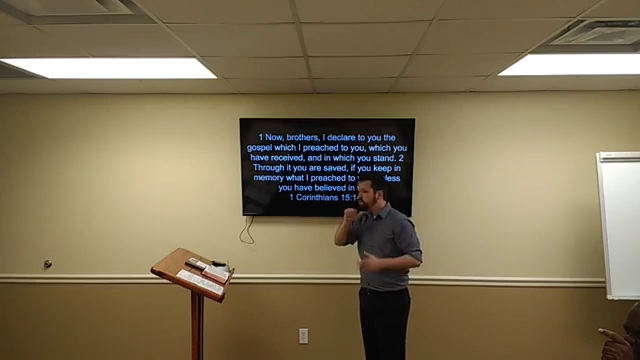 1 Now, brothers, I declare to you the
gospel which I preached to you, which you
have received, and in which you stand. 2
Through it you are saved, if you keep in
memory what I preached to
you have believed in
1 Corinthians 15:1